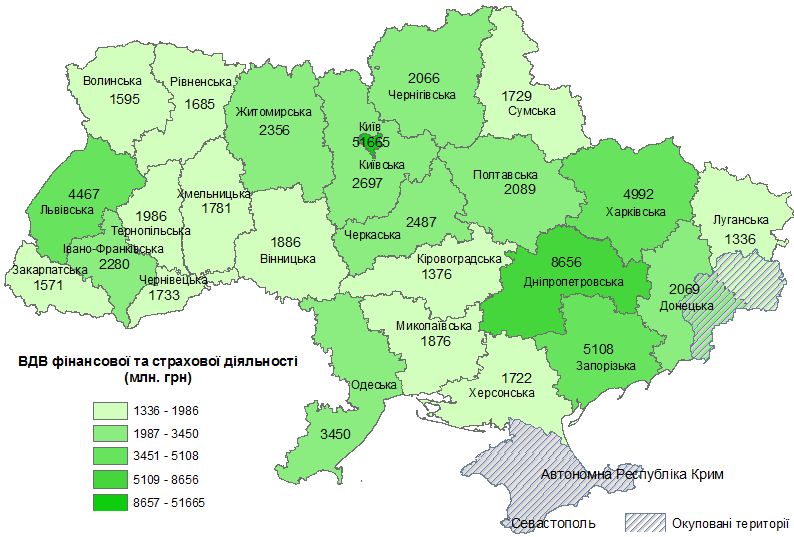 2066
Чернігівська
1729
Сумська
Волинська
1595
Рівненська
1685
Житомирська
2356
Київ
51665
Київська
2697
Полтавська
2089
4992
Харківська
Луганська
1336
4467
Львівська
1986
Тернопільська
Хмельницька
1781
1886
Вінницька
2487
Черкаська
Кіровоградська
1376
8656
Дніпропетровська
2069
Донецька
Івано-Франківська
2280
Закарпатська
1571
Чернівецька
1733
Миколаївська
1876
5108
Запорізька
Одеська
3450
1722
Херсонська
ВДВ фінансової та страхової діяльності
(млн. грн)
1336 - 1986
1987 - 3450
3451 - 5108
5109 - 8656
8657 - 51665
Автономна Республіка Крим
Севастополь
Окуповані території